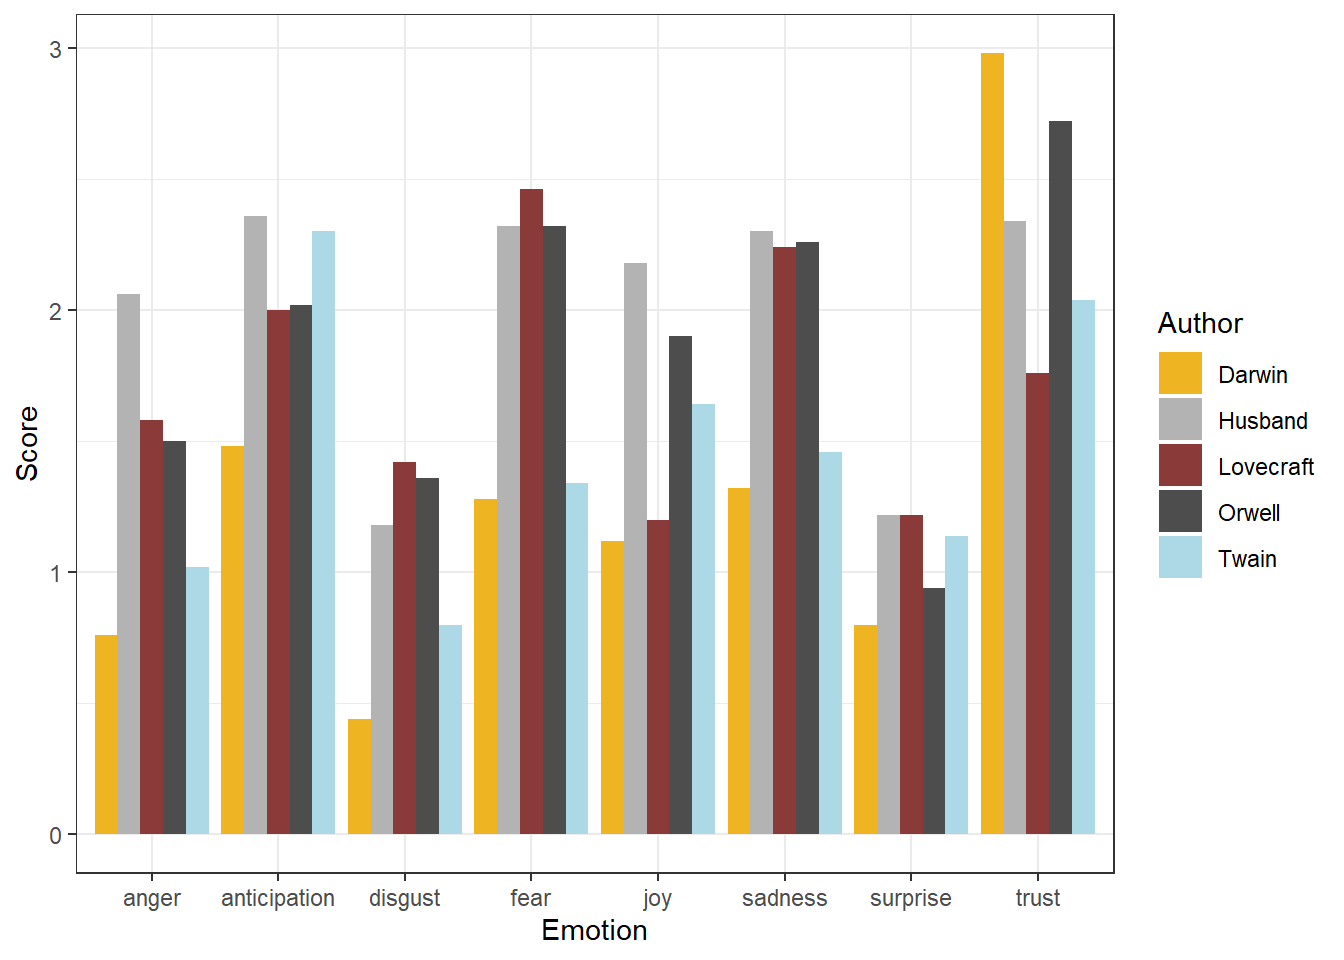 3
2
1
0
Score
anger anticipation disgust fear joy sadness surprise trust
Emotion
Author
Darwin
Husband
Lovecraft
Orwell
Twain